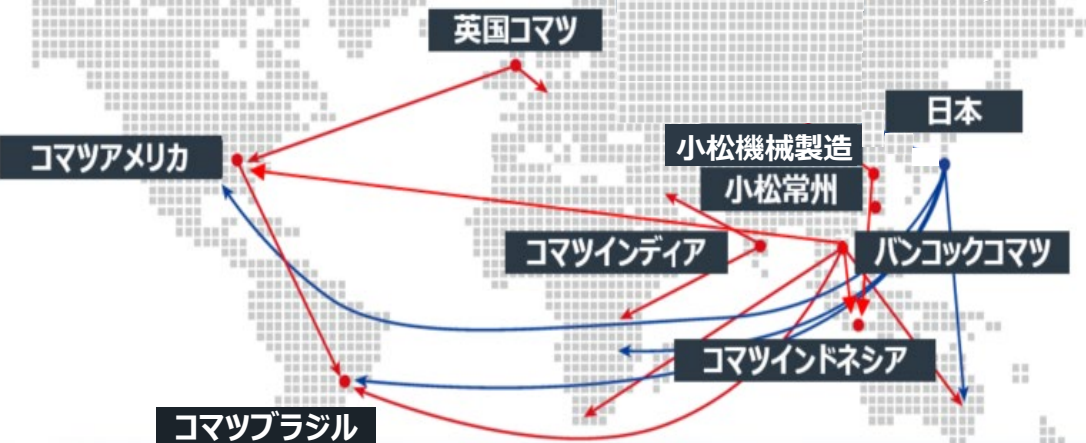 英国コマツ
日本
コマツアメリカ
小松機械製造
小松常州
コマツインディア
バンコックコマツ
コマツインドネシア
コマツブラジル